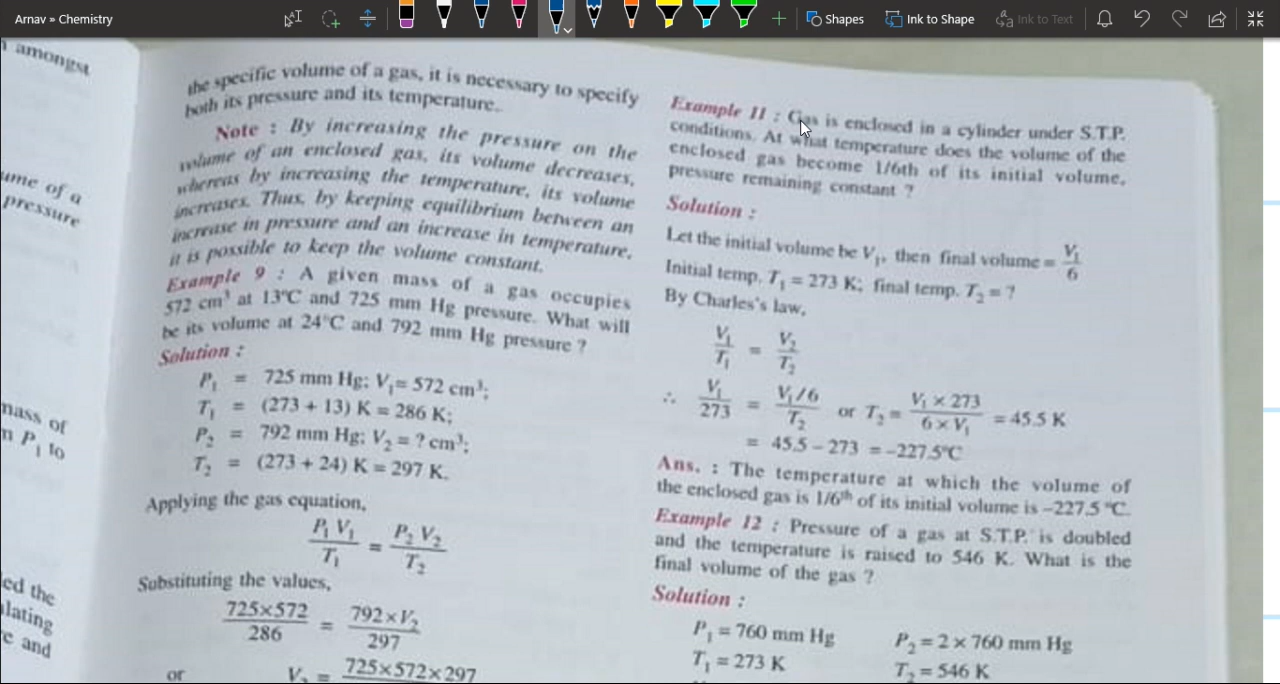 Arnav » Chemistry
Shapes
Ink to Shape
Ink to Text
amongst
ume of a
pressure
mass of
P₁ to
ed the
lating
e and
the specific volume of a gas, it is necessary to specify
both its pressure and its temperature.
Note : By increasing the pressure on the
volume of an enclosed gas, its volume decreases,
whereas by increasing the temperature, its volume
increases. Thus, by keeping equilibrium between an
increase in pressure and an increase in temperature,
it is possible to keep the volume constant.
Example 9 : A given mass of a gas occupies
572 cm³ at 13°C and 725 mm Hg pressure. What will
be its volume at 24°C and 792 mm Hg pressure ?
Solution :
P₁ = 725 mm Hg; V₁= 572 cm³;
T₁ = (273 + 13) K = 286 K;
P₂ = 792 mm Hg; V₂ = ? cm³;
T₂ = (273 + 24) K = 297 K.
Applying the gas equation,
P₁ V₁ / T₁ = P₂ V₂ / T₂
Substituting the values,
725×572 / 286 = 792×V₂ / 297
or V₂ = 725×572×297
Example 11 : Gas is enclosed in a cylinder under S.T.P.
conditions. At what temperature does the volume of the
enclosed gas become 1/6th of its initial volume,
pressure remaining constant ?
Solution :
Let the initial volume be V₁, then final volume = V₁ / 6
Initial temp. T₁ = 273 K; final temp. T₂ = ?
By Charles's law,
V₁ / T₁ = V₂ / T₂
∴ V₁ / 273 = V₁/6 / T₂ or T₂ = V₁ × 273 / 6 × V₁ = 45.5 K
= 45.5 – 273 = –227.5°C
Ans. : The temperature at which the volume of
the enclosed gas is 1/6th of its initial volume is –227.5 °C.
Example 12 : Pressure of a gas at S.T.P. is doubled
and the temperature is raised to 546 K. What is the
final volume of the gas ?
Solution :
P₁ = 760 mm Hg P₂ = 2 × 760 mm Hg
T₁ = 273 K T₂ = 546 K